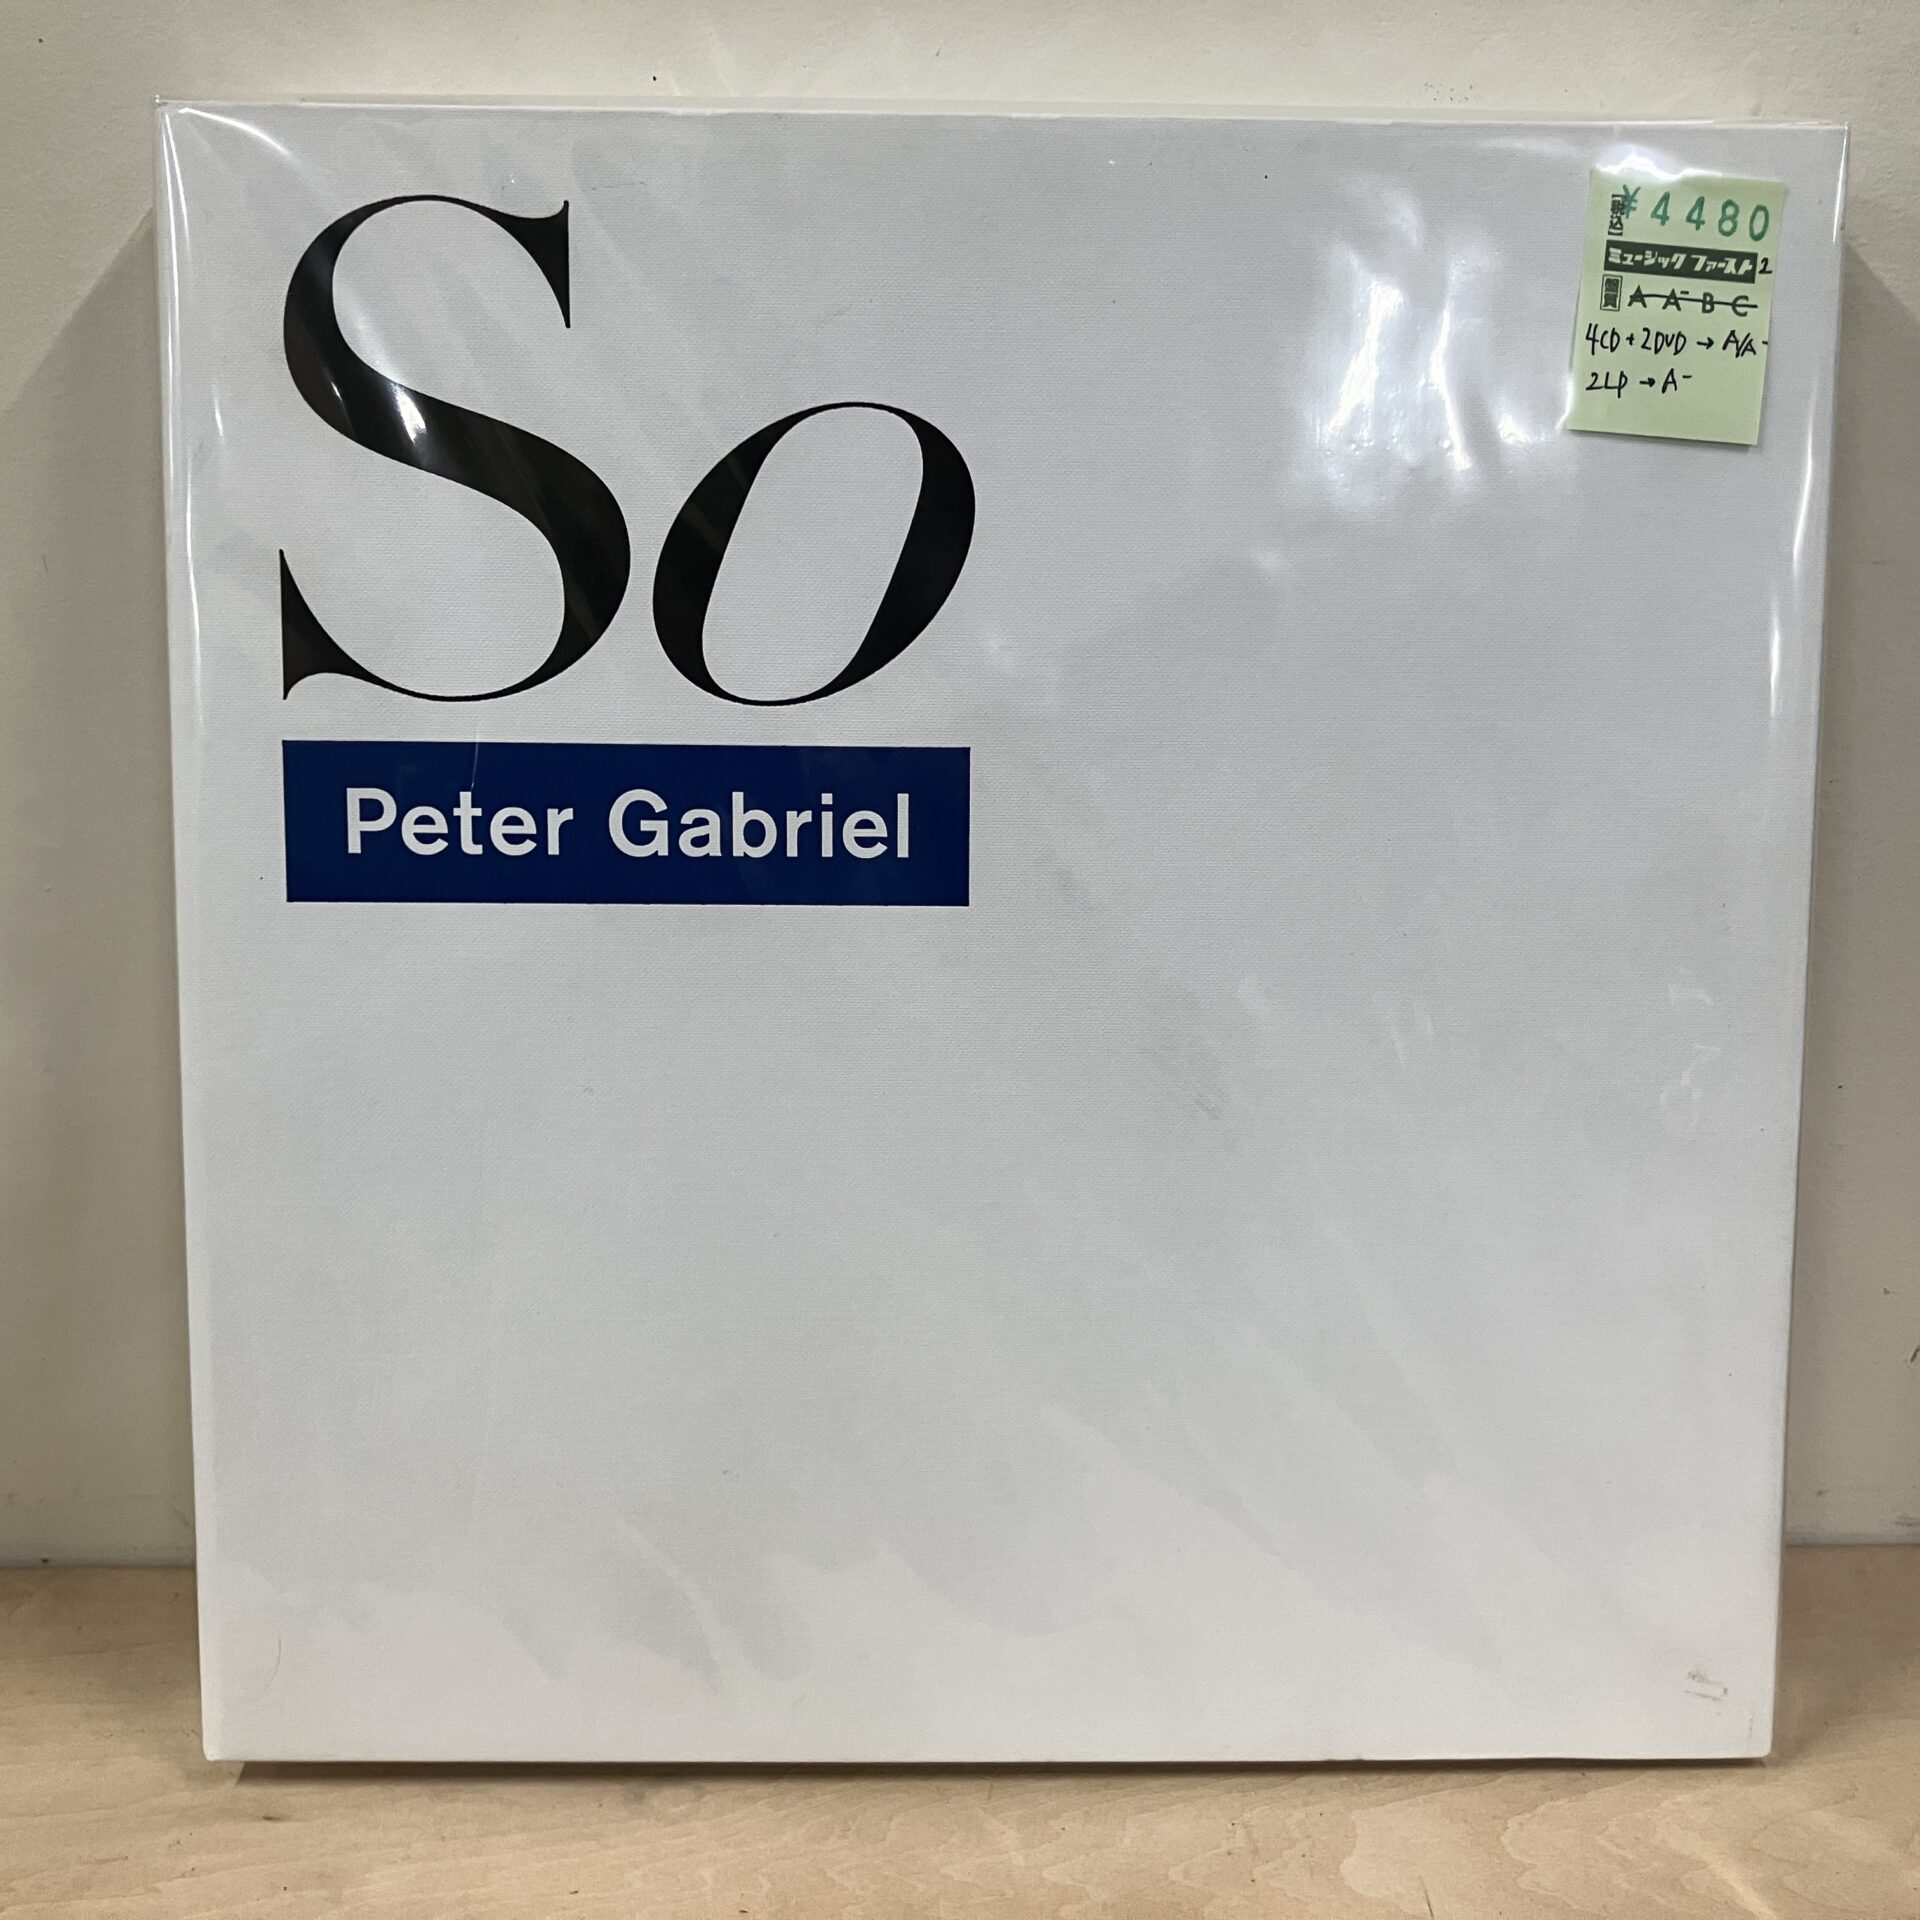 So
Peter Gabriel
[税込]¥4480
ミュージック ファースト2
盤質 A A- B C
4CD+2DVD→A/A-
2LP→A-